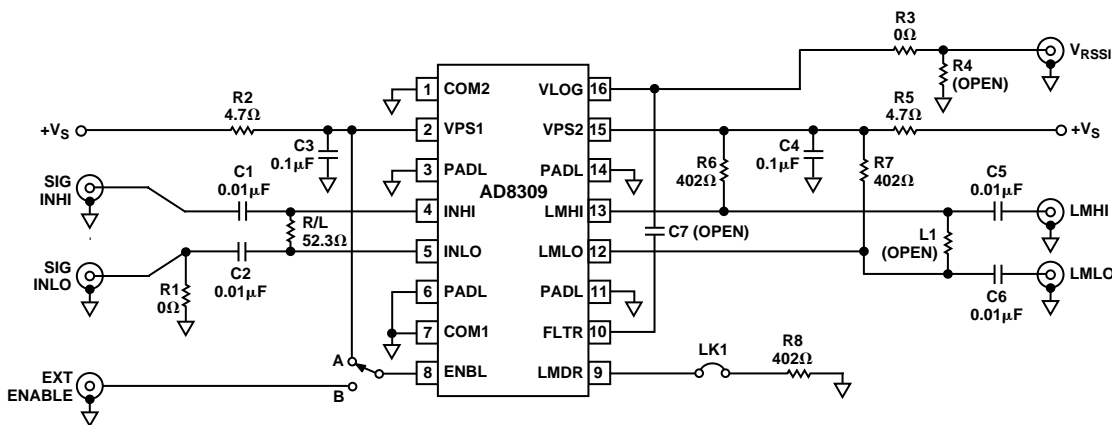 R3
0Ω
V_RSSI
R4
(OPEN)
1 COM2 VLOG 16
R2
4.7Ω
R5
4.7Ω
+V_S
2 VPS1 VPS2 15
+V_S
C3
0.1µF
R6
402Ω
C4
0.1µF
R7
402Ω
SIG
INHI
C1
0.01µF
3 PADL PADL 14
AD8309
C5
0.01µF
4 INHI LMHI 13
LMHI
R/L
52.3Ω
C7 (OPEN)
L1
(OPEN)
SIG
INLO
C2
0.01µF
5 INLO LMLO 12
LMLO
R1
0Ω
C6
0.01µF
6 PADL PADL 11
7 COM1 FLTR 10
A
LK1
R8
402Ω
EXT
ENABLE
B
8 ENBL LMDR 9